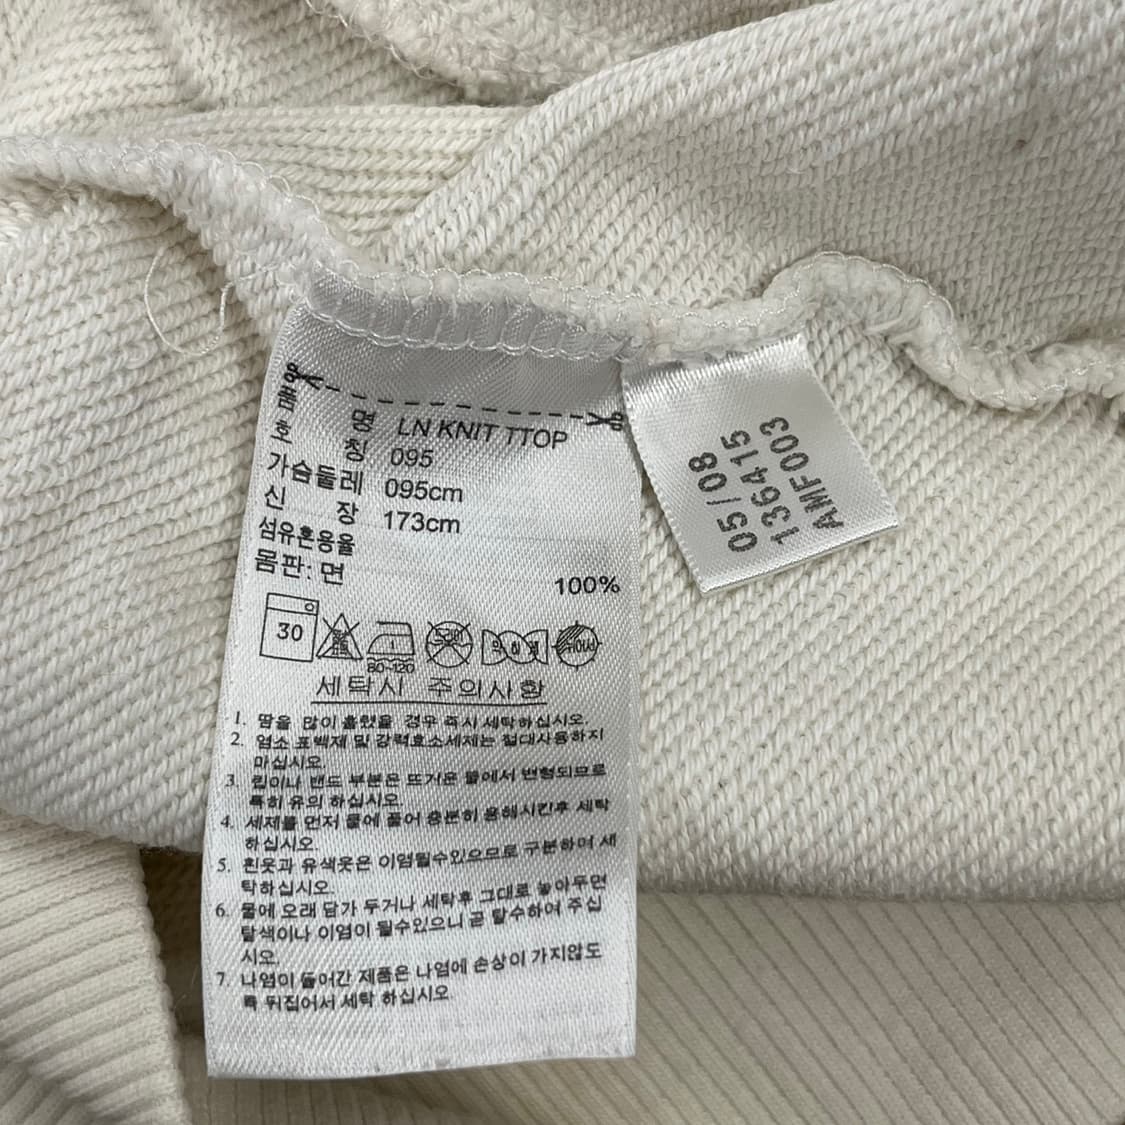 품 명 LN KNIT TTOP
호 칭 095
가슴둘레 095cm
신 장 173cm
섬유혼용율
몸판: 면 100%
30
80~120
드라이
약 하 게
뉘어서
세탁시 주의사항
1. 땀을 많이 흘렸을 경우 즉시 세탁하십시오.
2. 염소 표백제 및 강력효소세제는 절대사용하지
마십시오.
3. 립이나 밴드 부분은 뜨거운 물에서 변형되므로
특히 유의 하십시오.
4. 세제를 먼저 물에 풀어 충분히 용해시킨후 세탁
하십시오
5. 흰옷과 유색옷은 이염될수있으므로 구분하여 세
탁하십시오.
6. 물에 오래 담가 두거나 세탁후 그대로 놓아두면
탈색이나 이염이 될수있으니 곧 탈수하여 주십
시오.
7. 나염이 들어간 제품은 나염에 손상이 가지않도
록 뒤집어서 세탁 하십시오
05/08
136415
AMF003